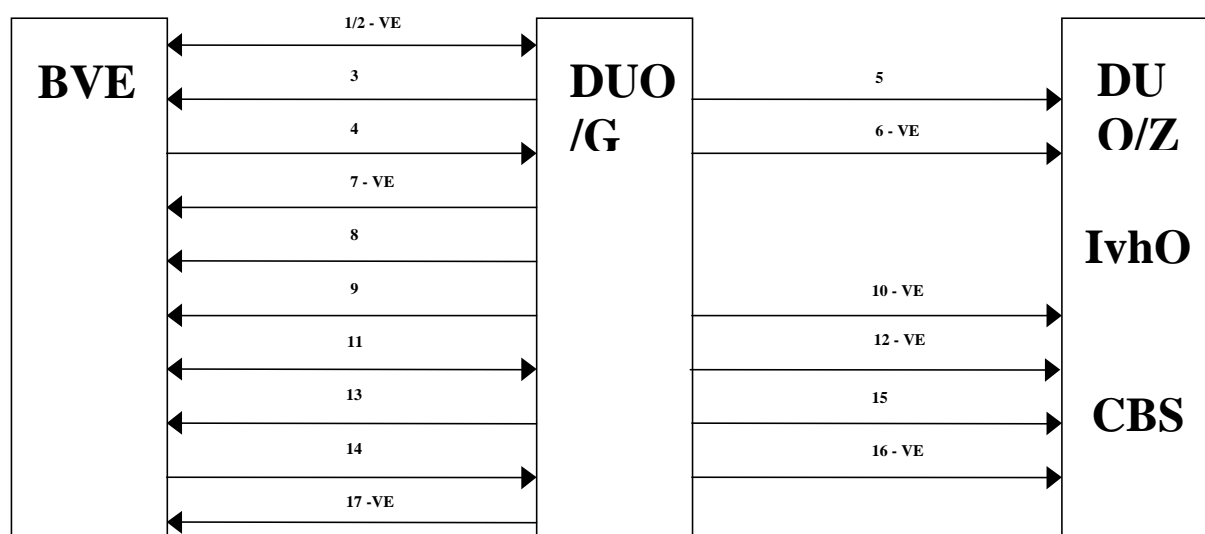 1/2 - VE
BVE
DUO
/G
DU
O/Z
3
5
4
6 - VE
7 - VE
8
IvhO
9
10 - VE
11
12 - VE
13
15
CBS
14
16 - VE
17 -VE